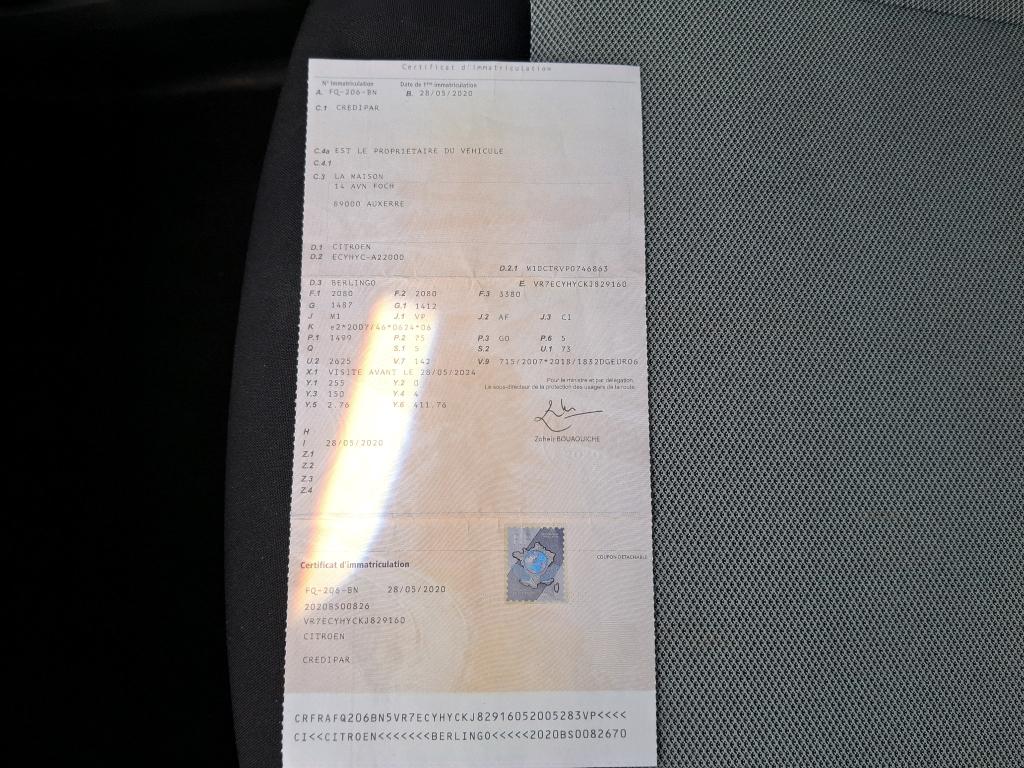 Certificat d'immatriculation
N° Immatriculation Date de 1ère immatriculation
A. FQ-206-BN B. 28/05/2020
C.1 CREDIPAR
C.4a EST LE PROPRIETAIRE DU VEHICULE
C.4.1
C.3 LA MAISON
14 AVN FOCH
89000 AUXERRE
D.1 CITROEN
D.2 ECYHYC-A22000
D.2.1 M10CTRVP0746863
D.3 BERLINGO E. VR7ECYHYCKJ829160
F.1 2080 F.2 2080 F.3 3380
G 1487 G.1 1412
J M1 J.1 VP J.2 AF J.3 CI
K e2*2007/46*0624*06
P.1 1499 P.2 75 P.3 GO P.6 5
Q S.1 5 S.2 U.1 73
U.2 2625 V.7 142 V.9 715/2007*2018/1832DGEURO6
X.1 VISITE AVANT LE 28/05/2024
Pour le ministre et par délégation,
Y.1 255 Y.2 0
Le sous-directeur de la protection des usagers de la route.
Y.3 150 Y.4 4
Y.5 2.76 Y.6 411.76
H
Zoheir BOUAOUICHE
I 28/05/2020
Z.1
Z.2
Z.3
Z.4
COUPON DÉTACHABLE
Certificat d'immatriculation
FQ-206-BN 28/05/2020
2020BS00826
VR7ECYHYCKJ829160
CITROEN
CREDIPAR
CRFRAFQ206BN5VR7ECYHYCKJ82916052005283VP<<<<
CI<<CITROEN<<<<<<<BERLINGO<<<<<2020BS0082670